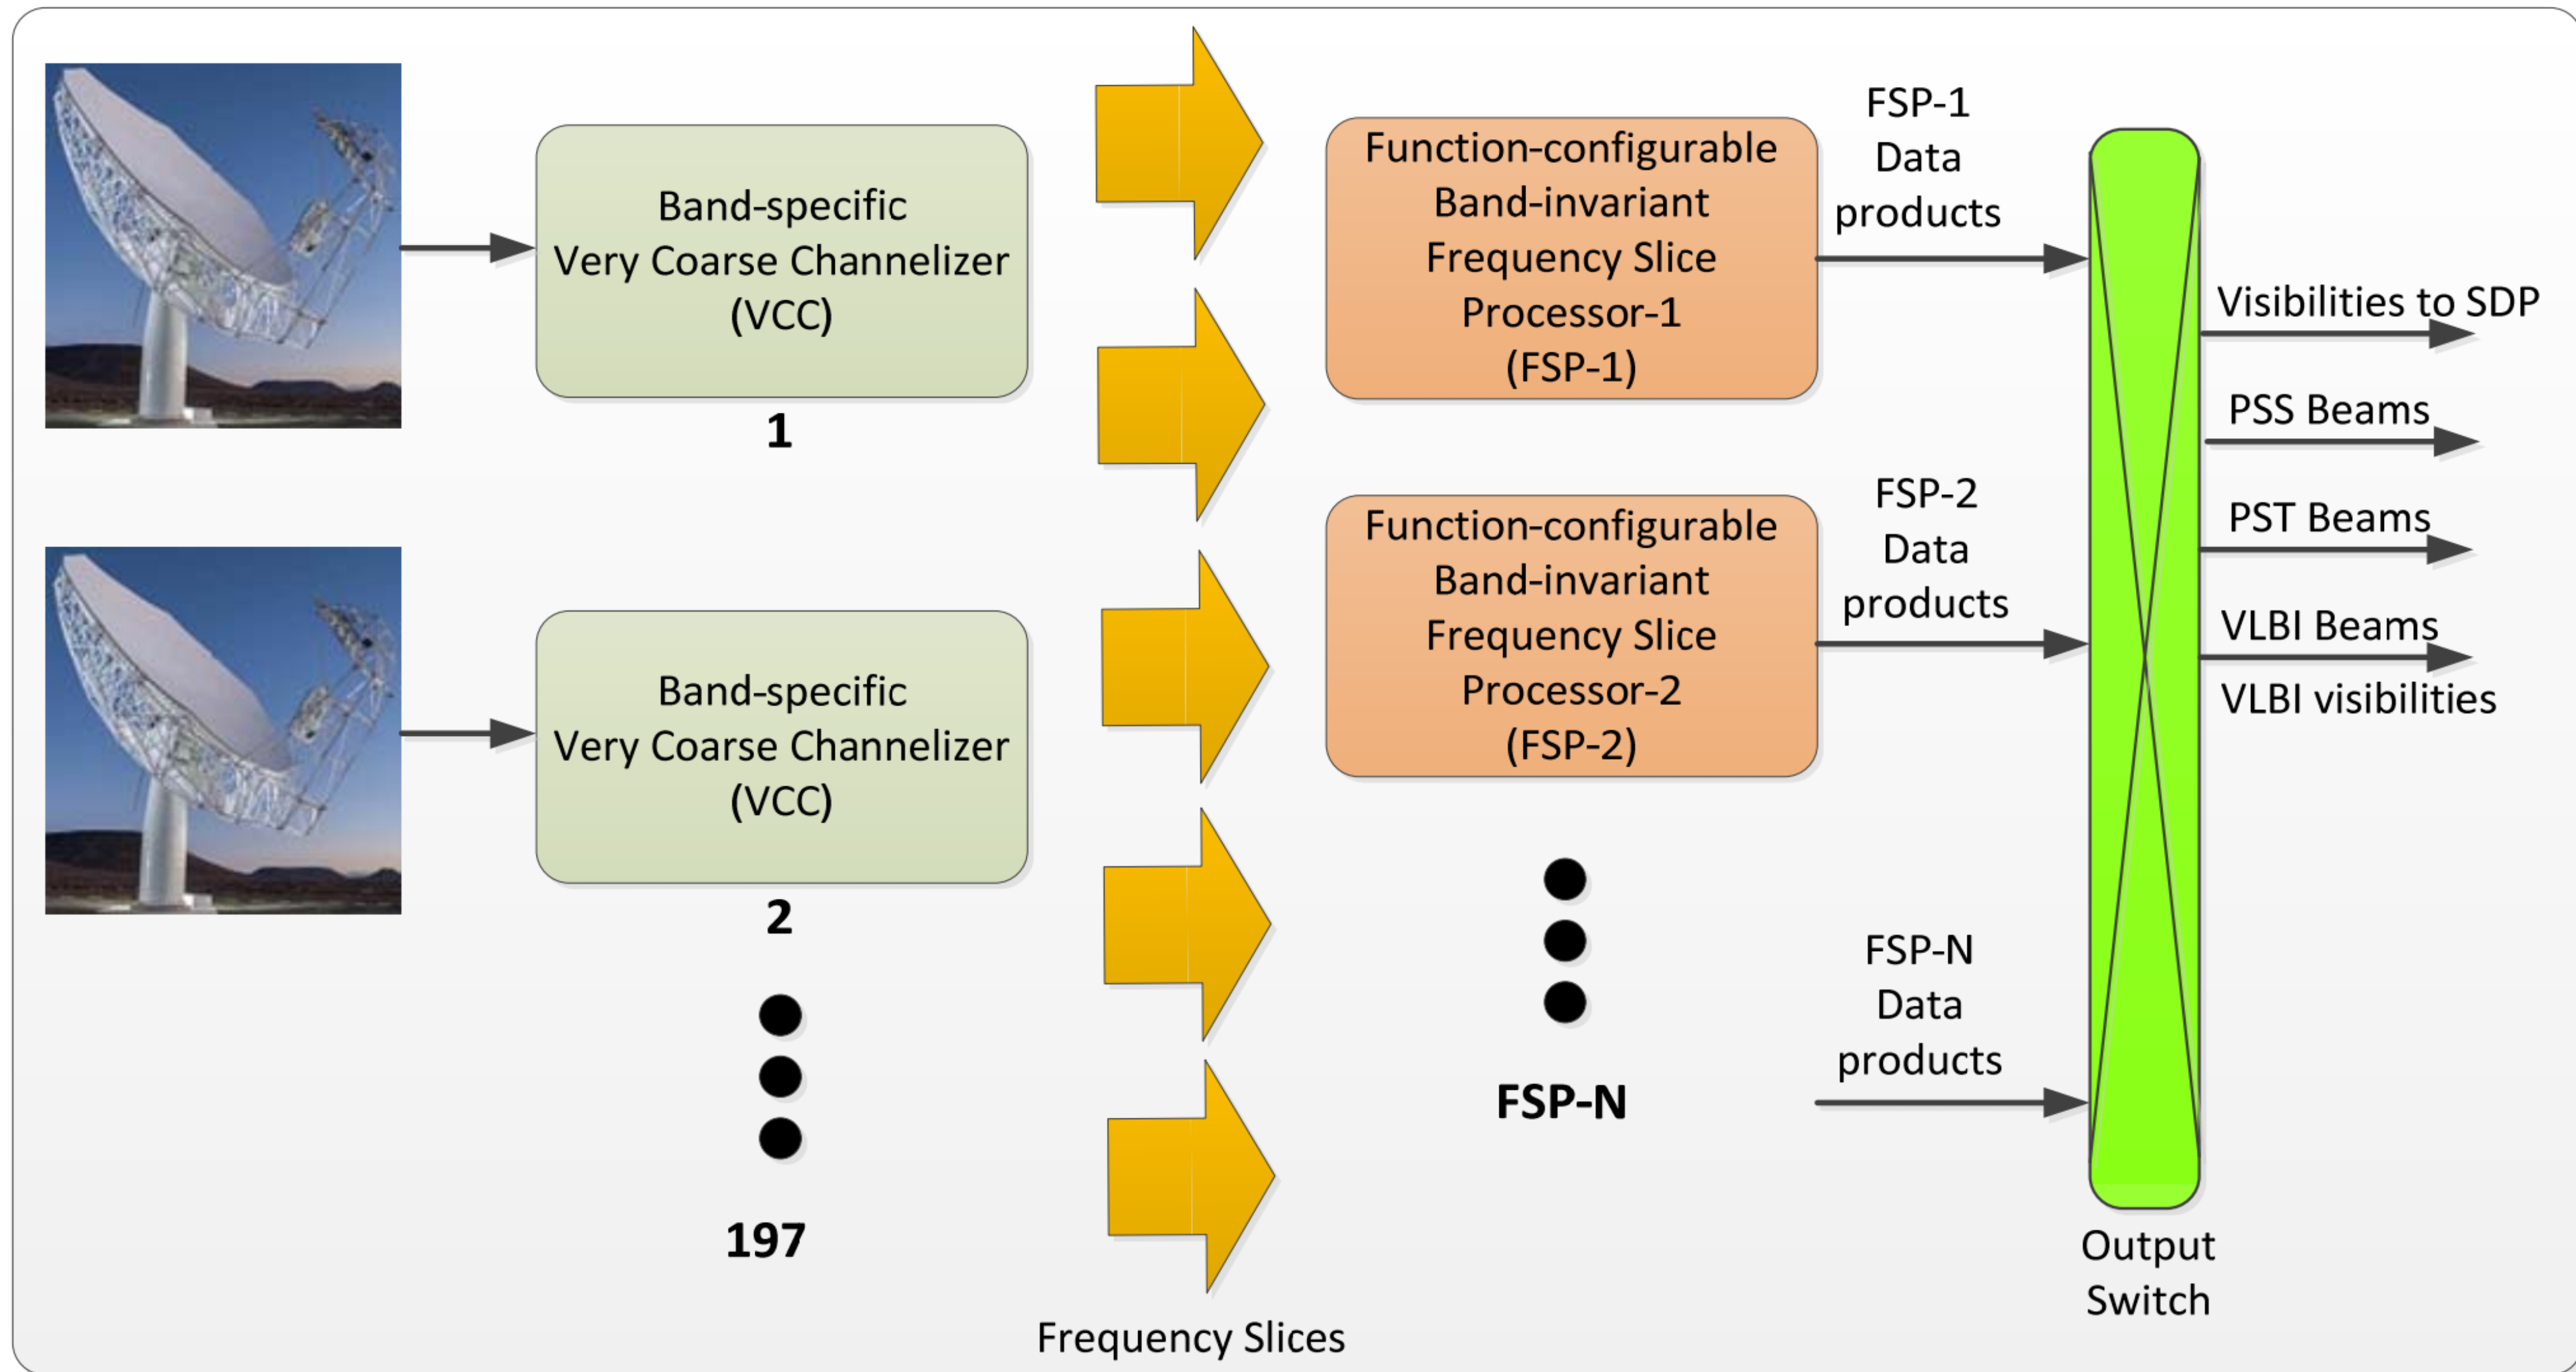 Band-specific
Very Coarse Channelizer
(VCC)
1
Band-specific
Very Coarse Channelizer
(VCC)
2
197
Frequency Slices
Function-configurable
Band-invariant
Frequency Slice
Processor-1
(FSP-1)
Function-configurable
Band-invariant
Frequency Slice
Processor-2
(FSP-2)
FSP-N
FSP-1
Data
products
FSP-2
Data
products
FSP-N
Data
products
Output
Switch
Visibilities to SDP
PSS Beams
PST Beams
VLBI Beams
VLBI visibilities